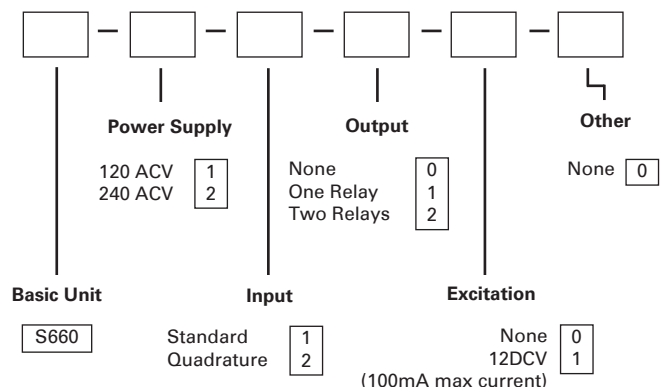 Power Supply
120 ACV 1
240 ACV 2
Output
None 0
One Relay 1
Two Relays 2
Other
None 0
Basic Unit
S660
Input
Standard 1
Quadrature 2
Excitation
None 0
12DCV 1
(100mA max current)